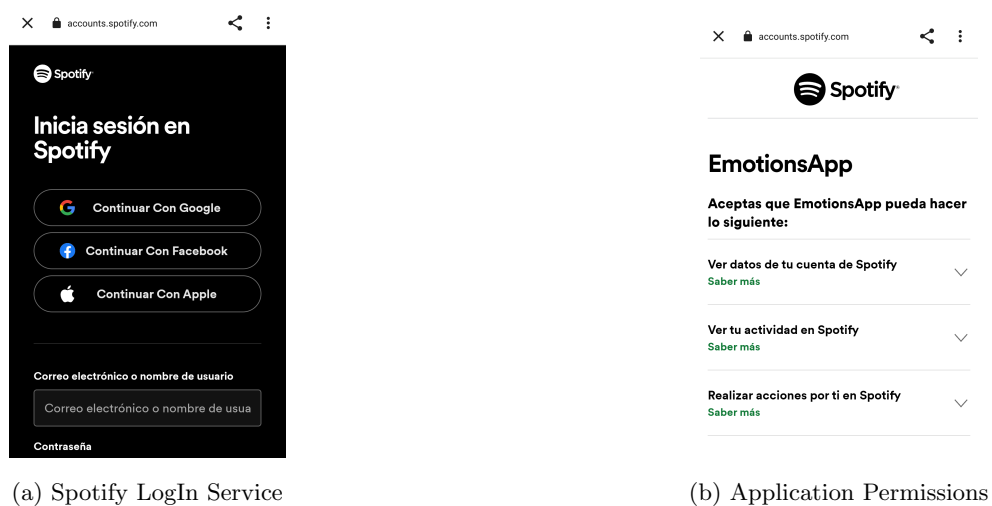 accounts.spotify.com
Spotify
Inicia sesión en
Spotify
Continuar Con Google
Continuar Con Facebook
Continuar Con Apple
Correo electrónico o nombre de usuario
Correo electrónico o nombre de usua
Contraseña
(a) Spotify LogIn Service
accounts.spotify.com
Spotify®
EmotionsApp
Aceptas que EmotionsApp pueda hacer
lo siguiente:
Ver datos de tu cuenta de Spotify
Saber más
Ver tu actividad en Spotify
Saber más
Realizar acciones por ti en Spotify
Saber más
(b) Application Permissions